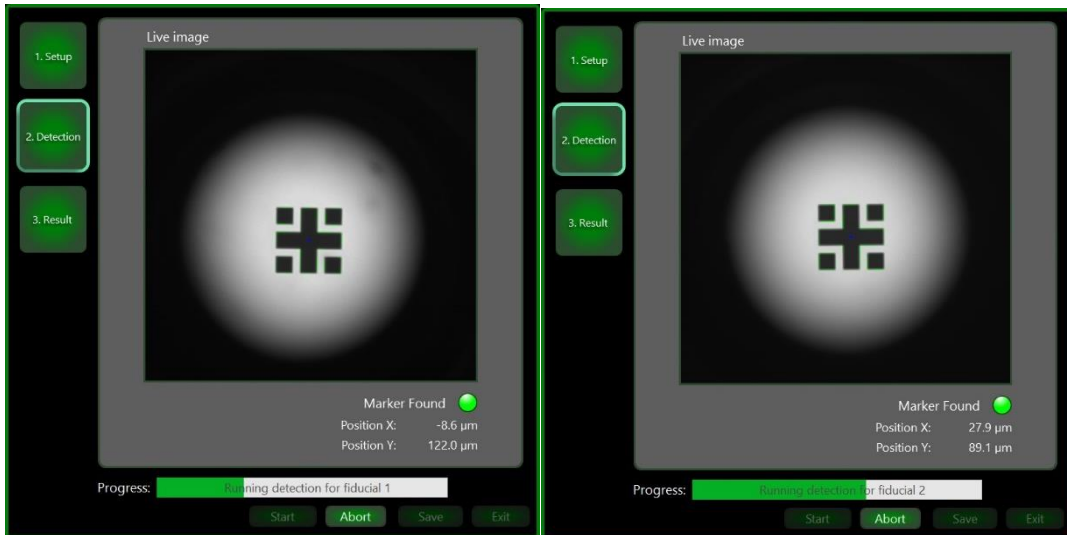 Live image
1. Setup
2. Detection
3. Result
Marker Found
Position X: -8.6 µm
Position Y: 122.0 µm
Progress: Running detection for fiducial 1
Start Abort Save Exit
Live image
1. Setup
2. Detection
3. Result
Marker Found
Position X: 27.9 µm
Position Y: 89.1 µm
Progress: Running detection for fiducial 2
Start Abort Save Exit